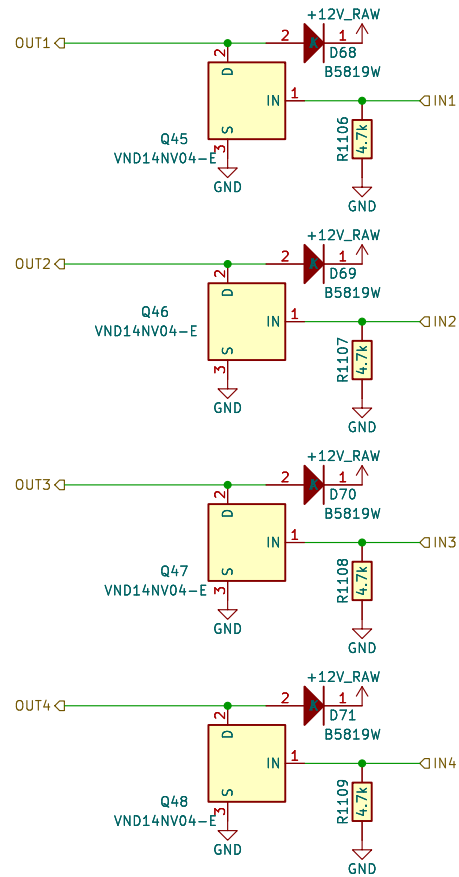 +12V_RAW
OUT1
2
1
D68
B5819W
2
D
IN
1
IN1
S
3
Q45
VND14NV04-E
GND
R1106
4.7k
GND
+12V_RAW
OUT2
2
1
D69
B5819W
2
D
IN
1
IN2
S
3
Q46
VND14NV04-E
GND
R1107
4.7k
GND
+12V_RAW
OUT3
2
1
D70
B5819W
2
D
IN
1
IN3
S
3
Q47
VND14NV04-E
GND
R1108
4.7k
GND
+12V_RAW
OUT4
2
1
D71
B5819W
2
D
IN
1
IN4
S
3
Q48
VND14NV04-E
GND
R1109
4.7k
GND